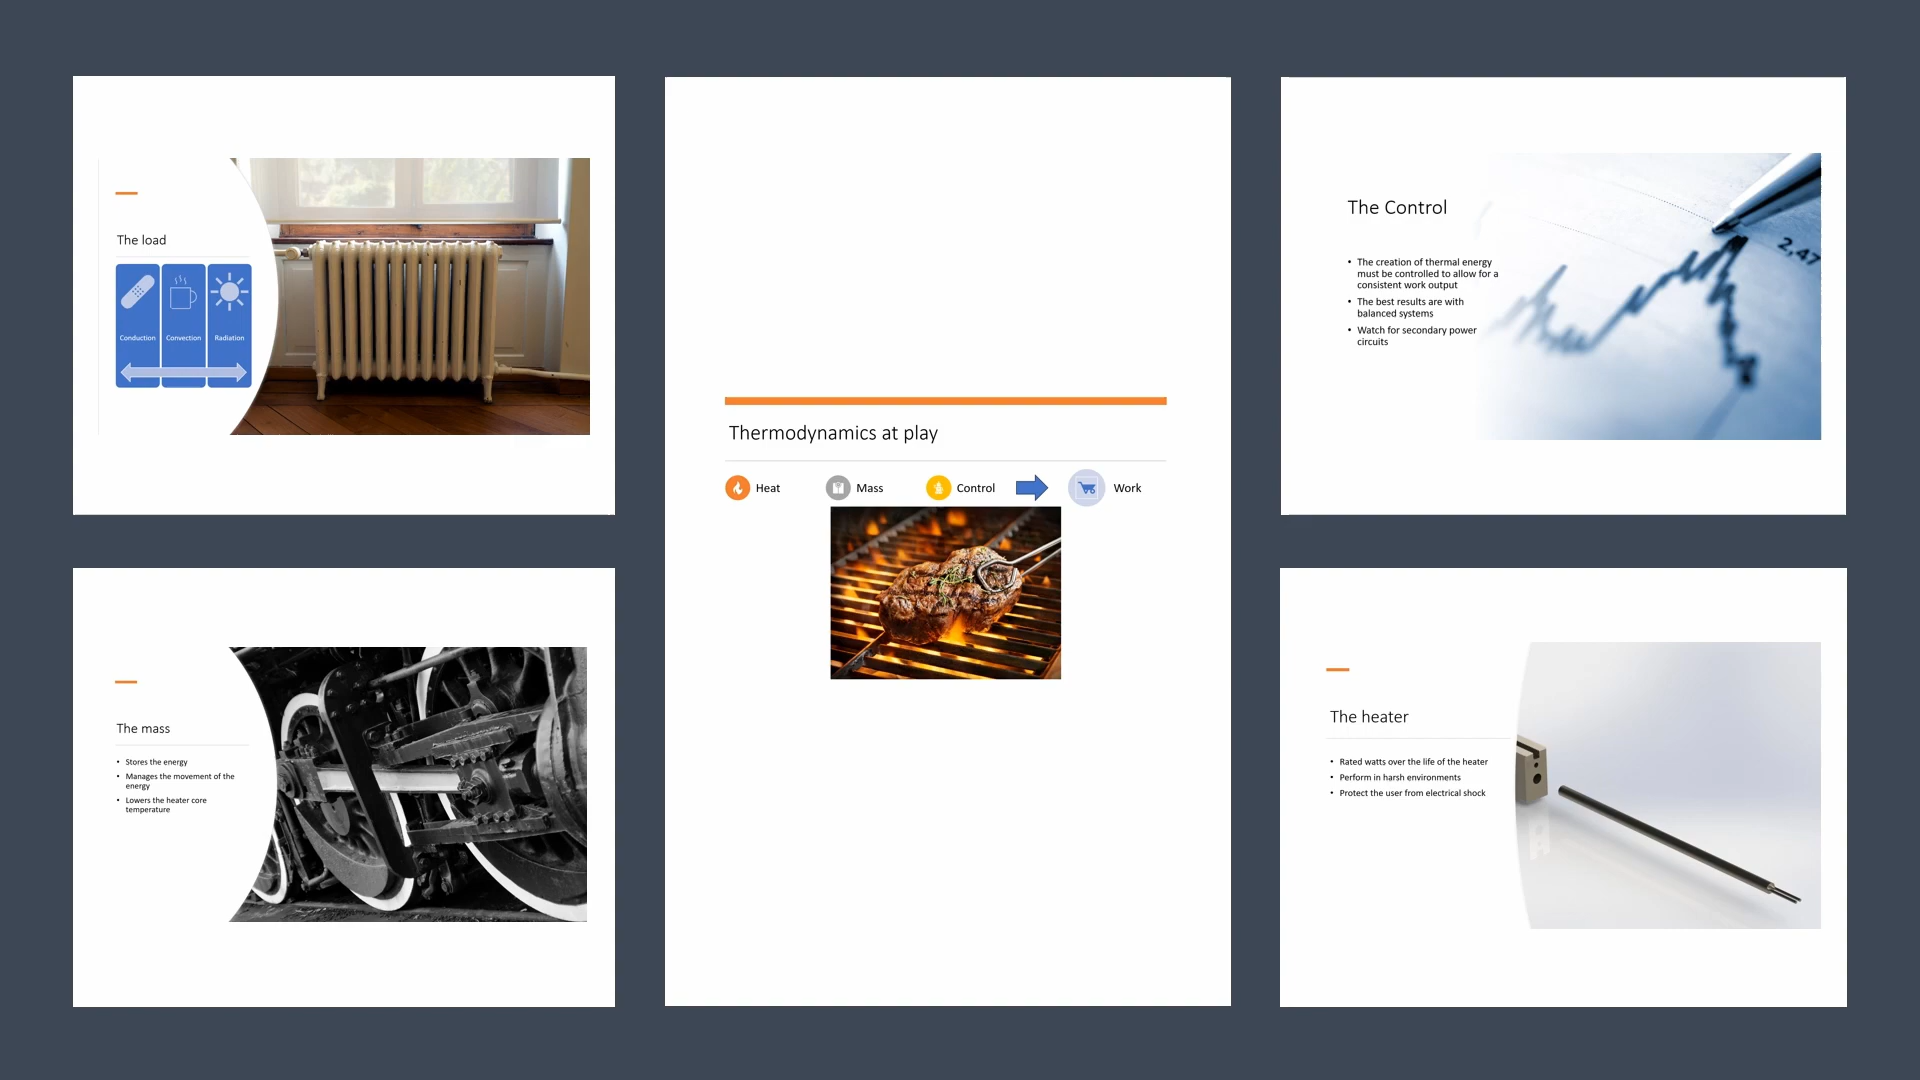 The load
Conduction
Convection
Radiation
The mass
• Stores the energy
• Manages the movement of the
energy
• Lowers the heater core
temperature
Thermodynamics at play
Heat
Mass
Control
Work
The Control
• The creation of thermal energy
must be controlled to allow for a
consistent work output
• The best results are with
balanced systems
• Watch for secondary power
circuits
2,47
The heater
• Rated watts over the life of the heater
• Perform in harsh environments
• Protect the user from electrical shock